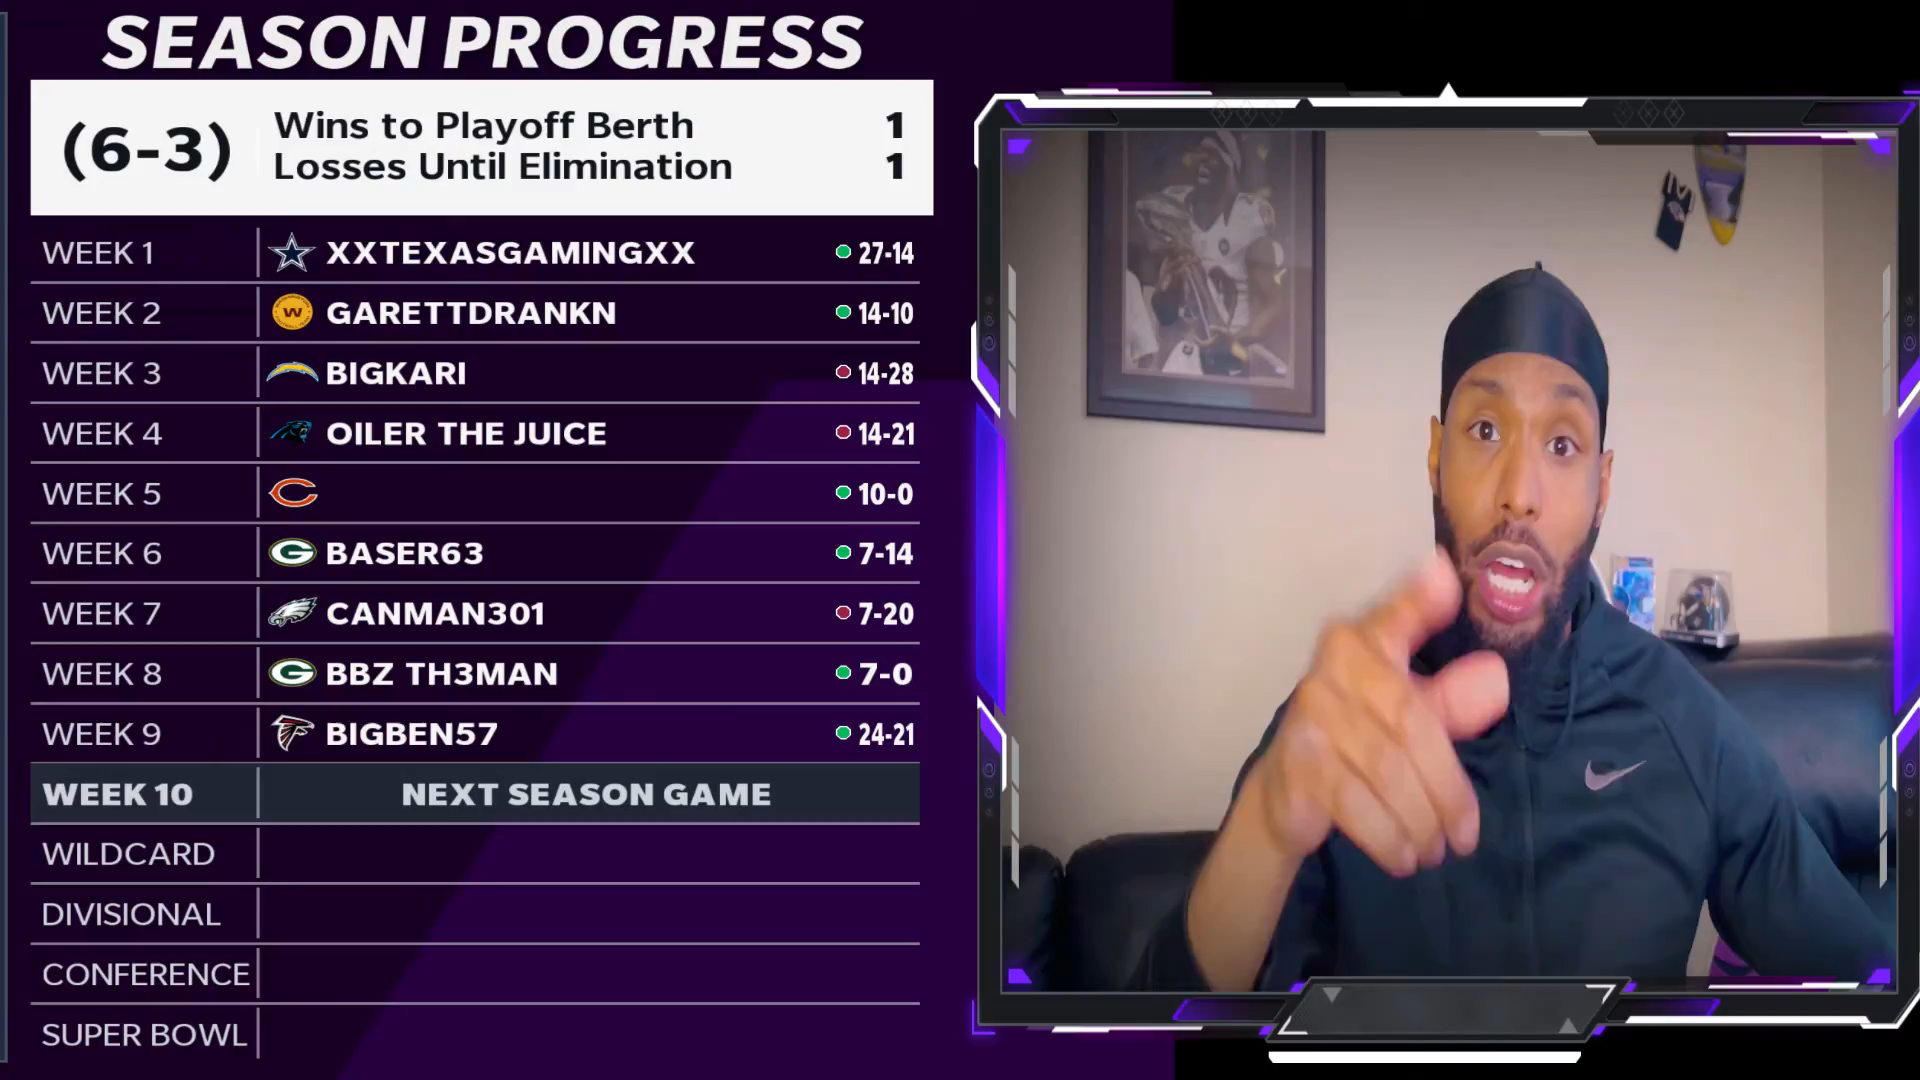 SEASON PROGRESS
(6-3)
Wins to Playoff Berth 1
Losses Until Elimination 1
WEEK 1 XXTEXASGAMINGXX 27-14
WEEK 2 W GARETTDRANKN 14-10
WEEK 3 BIGKARI 14-28
WEEK 4 OILER THE JUICE 14-21
WEEK 5 C 10-0
WEEK 6 G BASER63 7-14
WEEK 7 CANMAN301 7-20
WEEK 8 G BBZ TH3MAN 7-0
WEEK 9 BIGBEN57 24-21
WEEK 10 NEXT SEASON GAME
WILDCARD
DIVISIONAL
CONFERENCE
SUPER BOWL